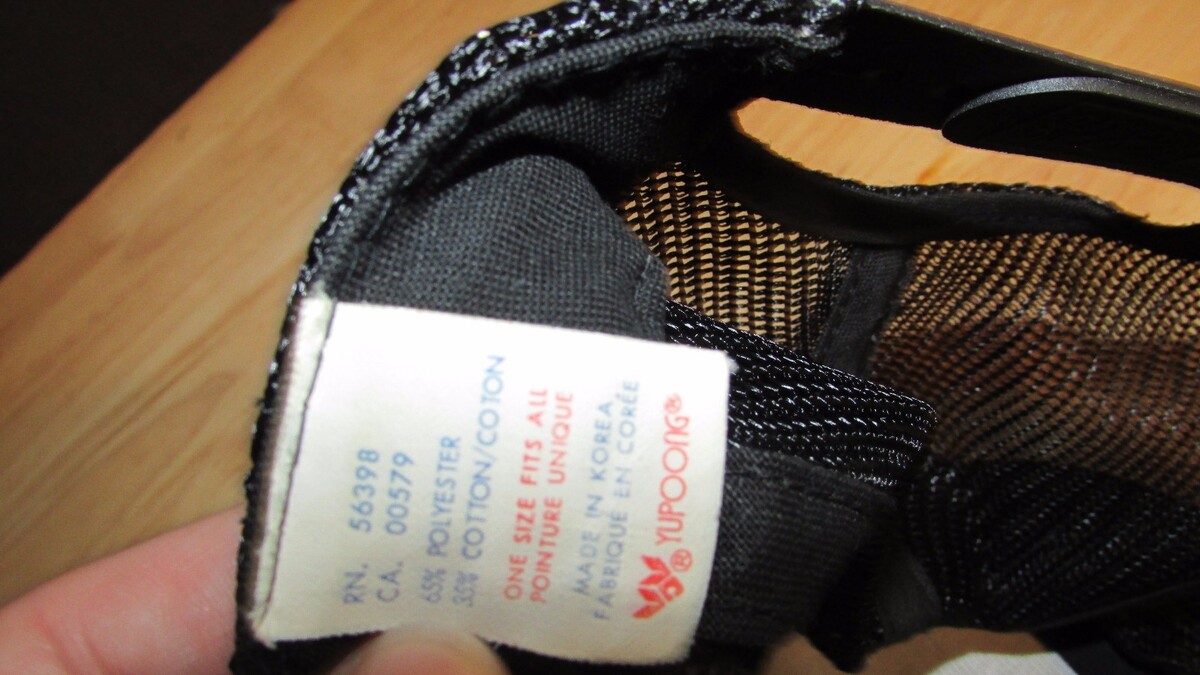 YUPOONG®
®
MADE IN KOREA
FABRIQUÉ EN CORÉE
ONE SIZE FITS ALL
POINTURE UNIQUE
65% POLYESTER
35% COTTON/COTON
RN. 56398
CA. 00579